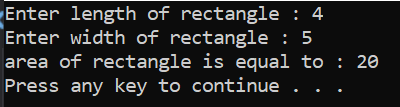 Enter length of rectangle : 4
Enter width of rectangle : 5
area of rectangle is equal to : 20
Press any key to continue . . .